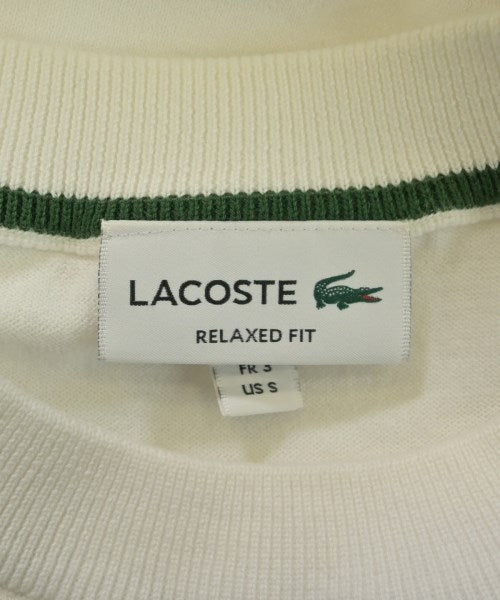 LACOSTE
RELAXED FIT
FR 3
US S